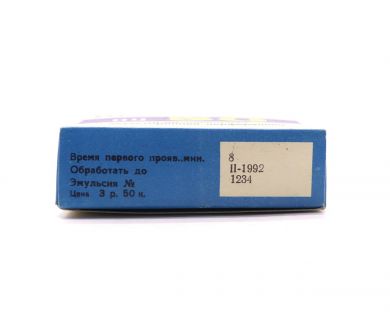 Время первого прояв..мин. 8
Обработать до II-1992
Эмульсия № 1234
Цена 3 р. 50 к.